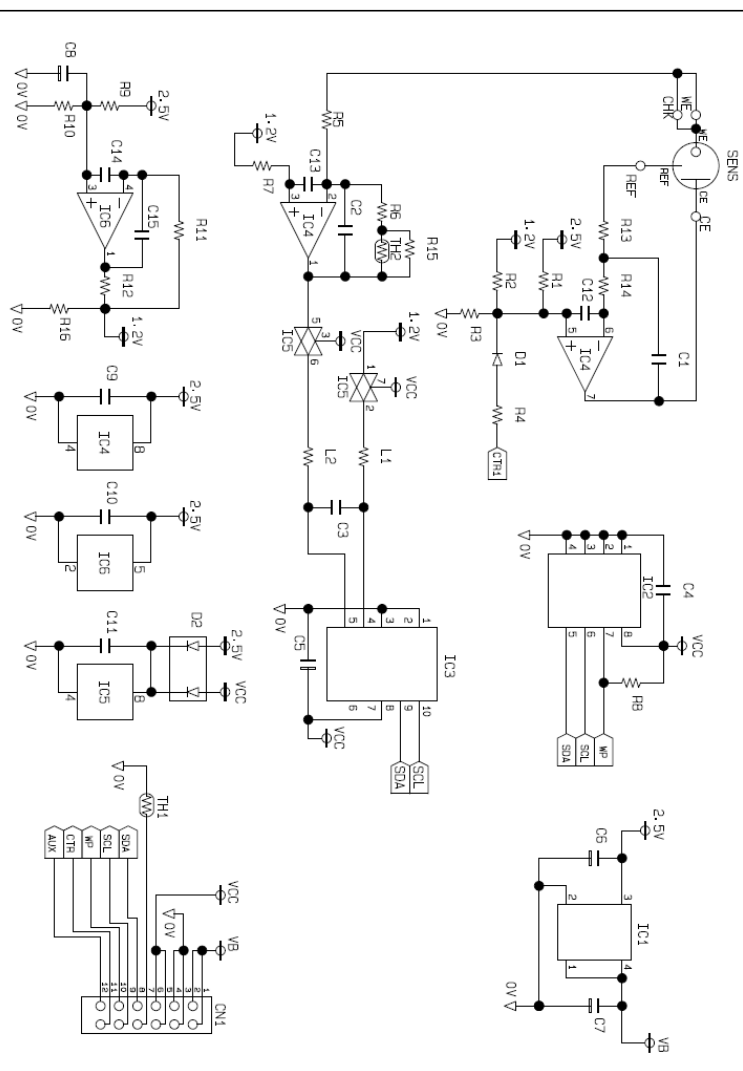 SENS
WE
WE
CHK
REF
REF
CE
CE
R13
R14
C1
C12
6
5
IC4
7
2.5V
R1
1.2V
R2
R3
0V
D1
R4
CTR1
R5
1.2V
R7
C13
2
3
IC4
1
C2
R6
TH2
R15
5
3
6
IC5
VCC
1.2V
1
7
2
IC5
VCC
L2
L1
C3
0V
C5
5
4
3
2
1
IC3
6
7
8
9
10
VCC
SDA
SCL
C8
0V
0V
R10
R9
2.5V
C14
3
4
IC6
1
C15
R11
R12
R16
0V
1.2V
C9
2.5V
0V
IC4
4
8
C10
2.5V
0V
IC6
2
5
C11
D2
2.5V
VCC
0V
IC5
4
8
0V
4
3
2
1
IC2
C4
VCC
5
6
7
8
R8
SDA
SCL
WP
2.5V
C6
3
2
IC1
1
4
C7
0V
VB
0V
TH1
AUX
CTR
WP
SCL
SDA
VCC
0V
VB
12
11
10
9
8
7
6
5
4
3
2
1
CN1